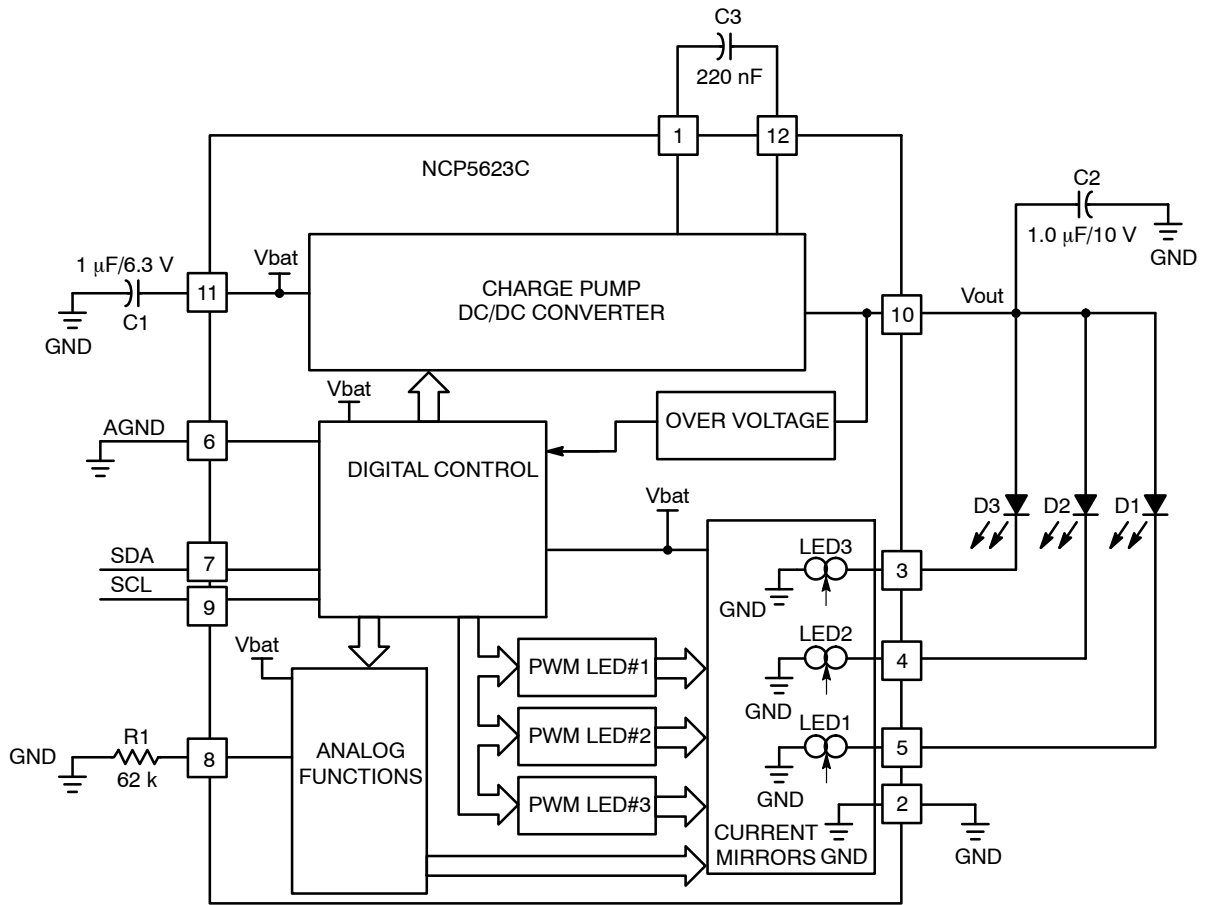 C3
220 nF
1
12
NCP5623C
C2
1.0 μF/10 V
GND
1 μF/6.3 V
Vbat
11
C1
GND
CHARGE PUMP
DC/DC CONVERTER
Vout
10
Vbat
AGND
6
OVER VOLTAGE
DIGITAL CONTROL
Vbat
D3
D2
D1
SDA
7
SCL
9
LED3
3
GND
Vbat
PWM LED#1
LED2
4
GND
PWM LED#2
LED1
5
GND
R1
GND
8
62 k
ANALOG
FUNCTIONS
PWM LED#3
2
CURRENT
MIRRORS
GND
GND